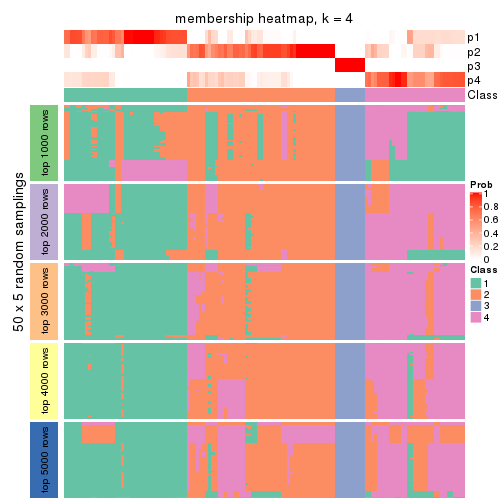 membership heatmap, k = 4
p1
p2
p3
p4
Class
50 x 5 random samplings
top 1000 rows
top 2000 rows
top 3000 rows
top 4000 rows
top 5000 rows
Prob
1
0.8
0.6
0.4
0.2
0
Class
1
2
3
4